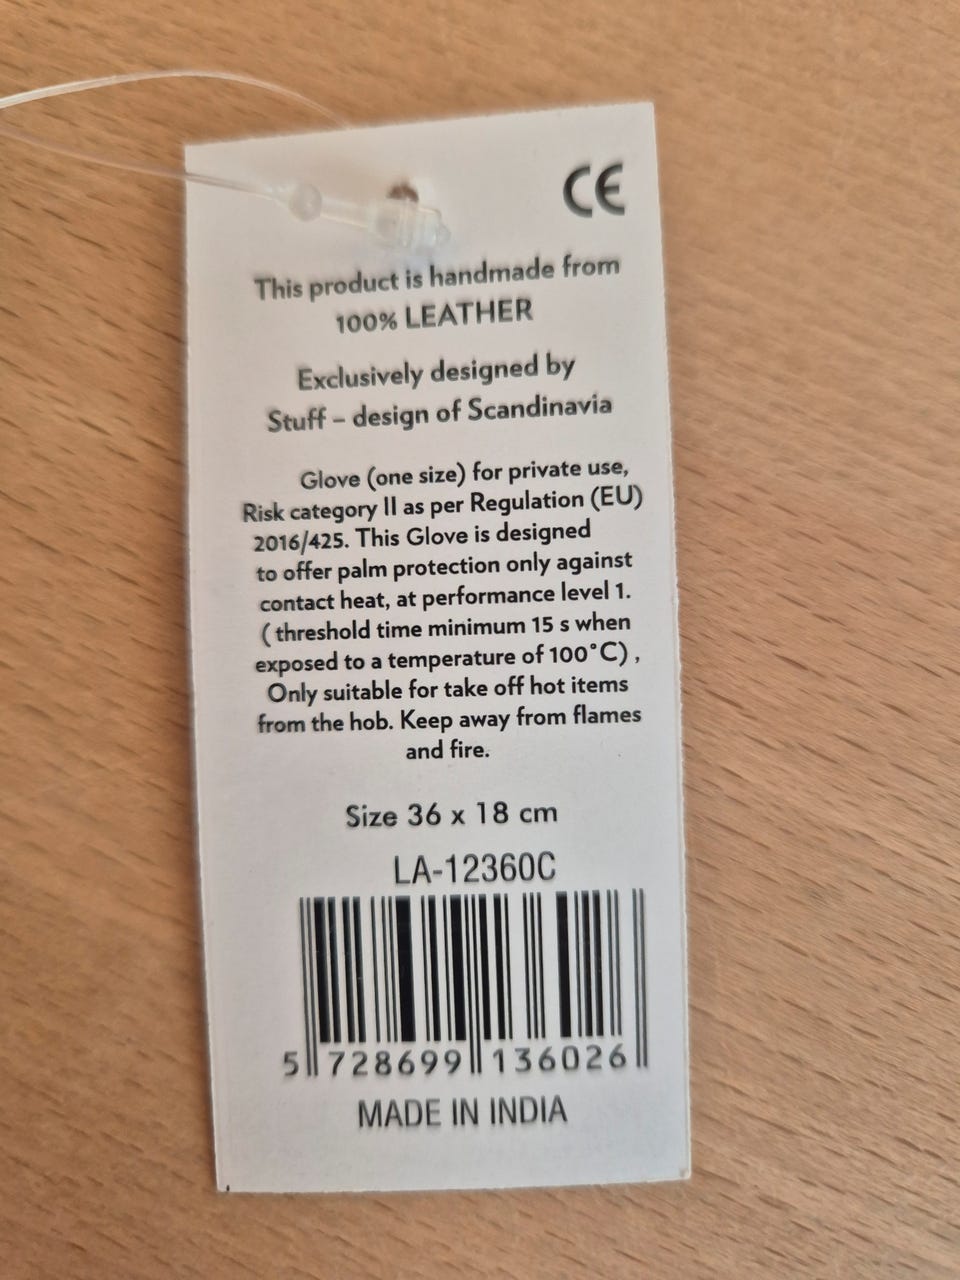 CE
This product is handmade from
100% LEATHER
Exclusively designed by
Stuff – design of Scandinavia
Glove (one size) for private use,
Risk category II as per Regulation (EU)
2016/425. This Glove is designed
to offer palm protection only against
contact heat, at performance level 1.
( threshold time minimum 15 s when
exposed to a temperature of 100°C) ,
Only suitable for take off hot items
from the hob. Keep away from flames
and fire.
Size 36 x 18 cm
LA-12360C
5 728699 136026
MADE IN INDIA